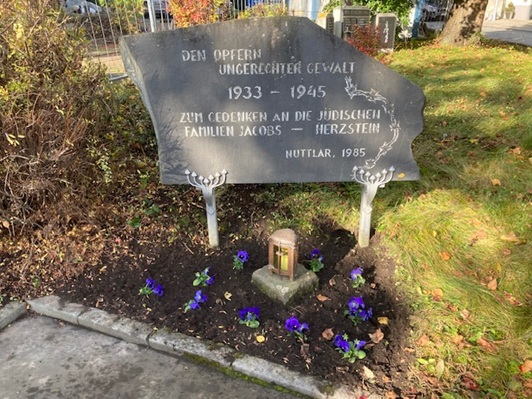 DEN OPFERN
UNGERECHTER GEWALT
1933 – 1945
ZUM GEDENKEN AN DIE JÜDISCHEN
FAMILIEN JACOBS – HERZSTEIN
NUTTLAR, 1985